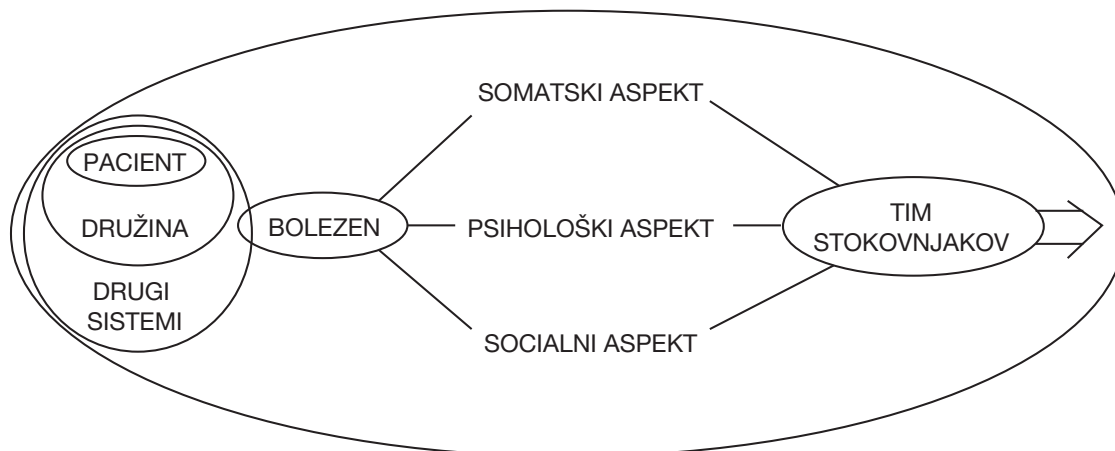 SOMATSKI ASPEKT
PACIENT
DRUŽINA
DRUGI
SISTEMI
BOLEZEN
PSIHOLOŠKI ASPEKT
SOCIALNI ASPEKT
TIM
STOKOVNJAKOV